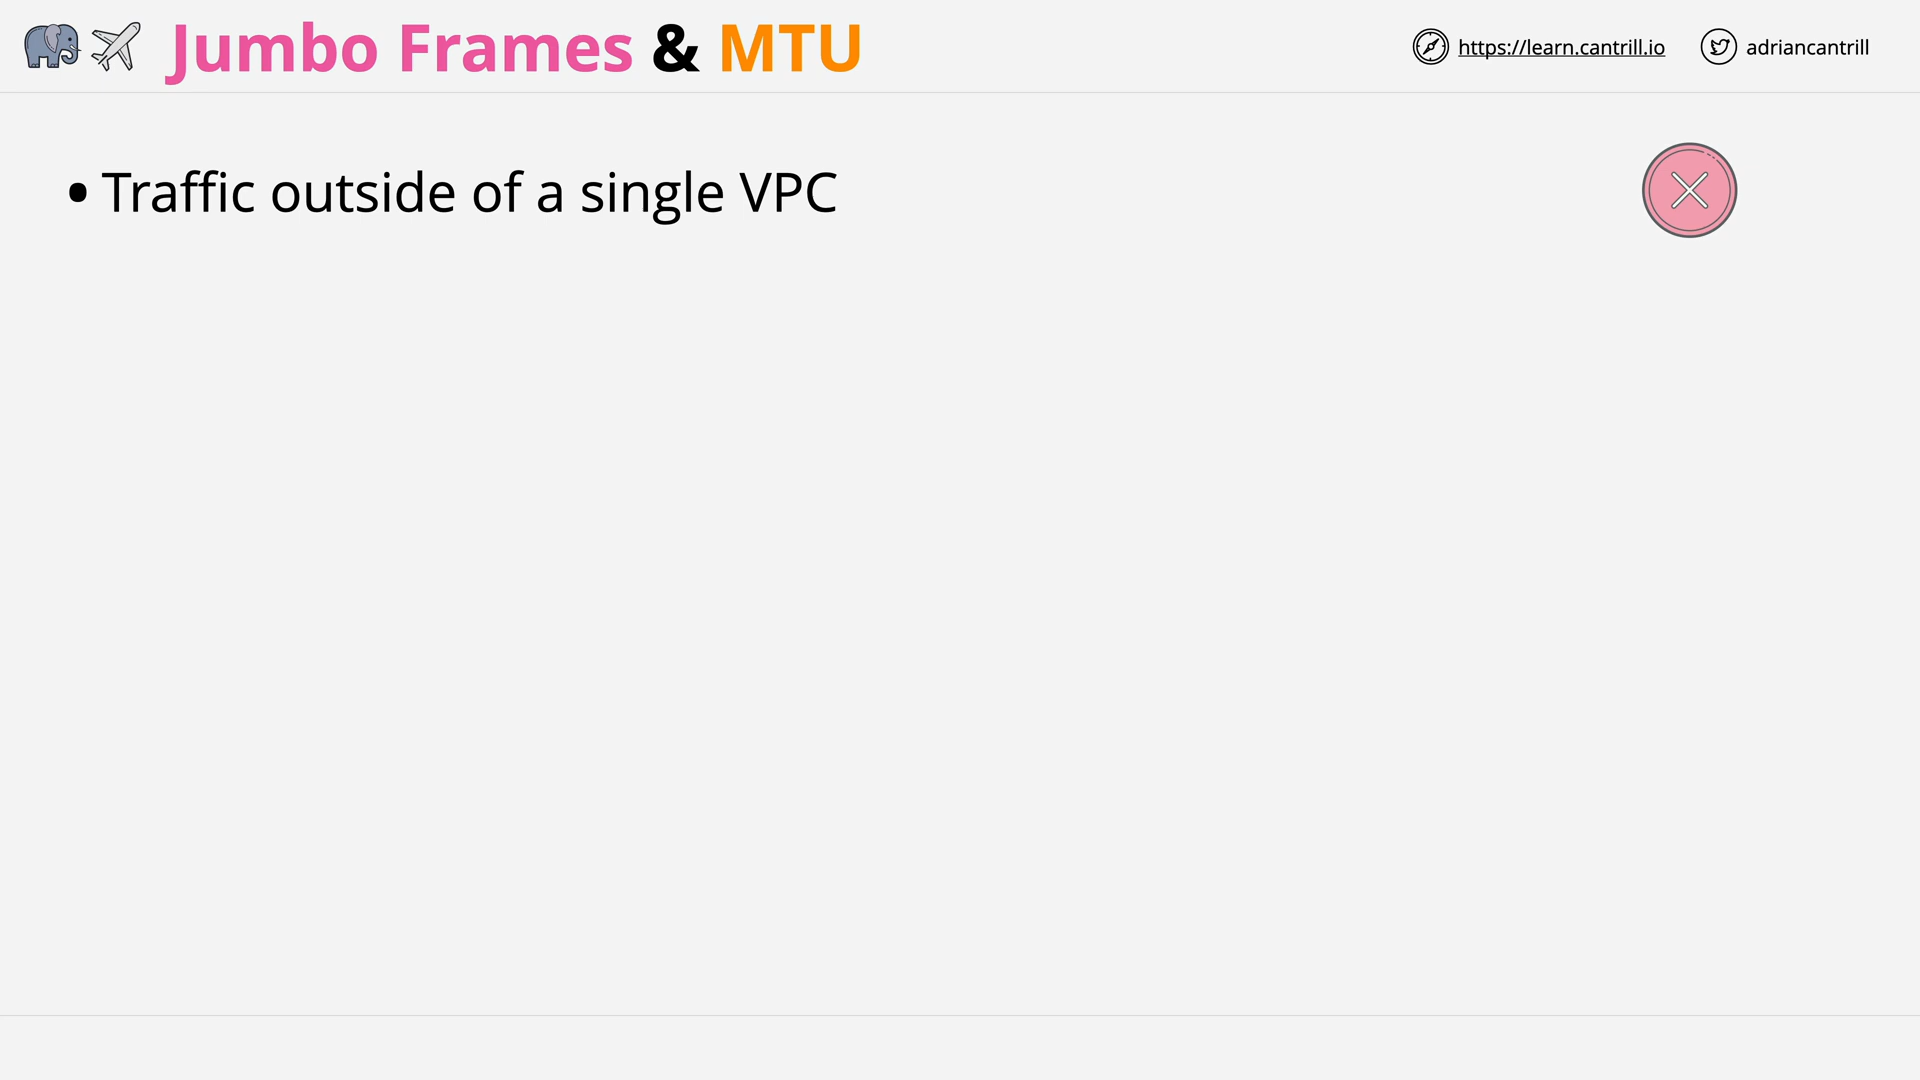 Jumbo Frames & MTU
https://learn.cantrill.io
adriancantrill
• Traffic outside of a single VPC